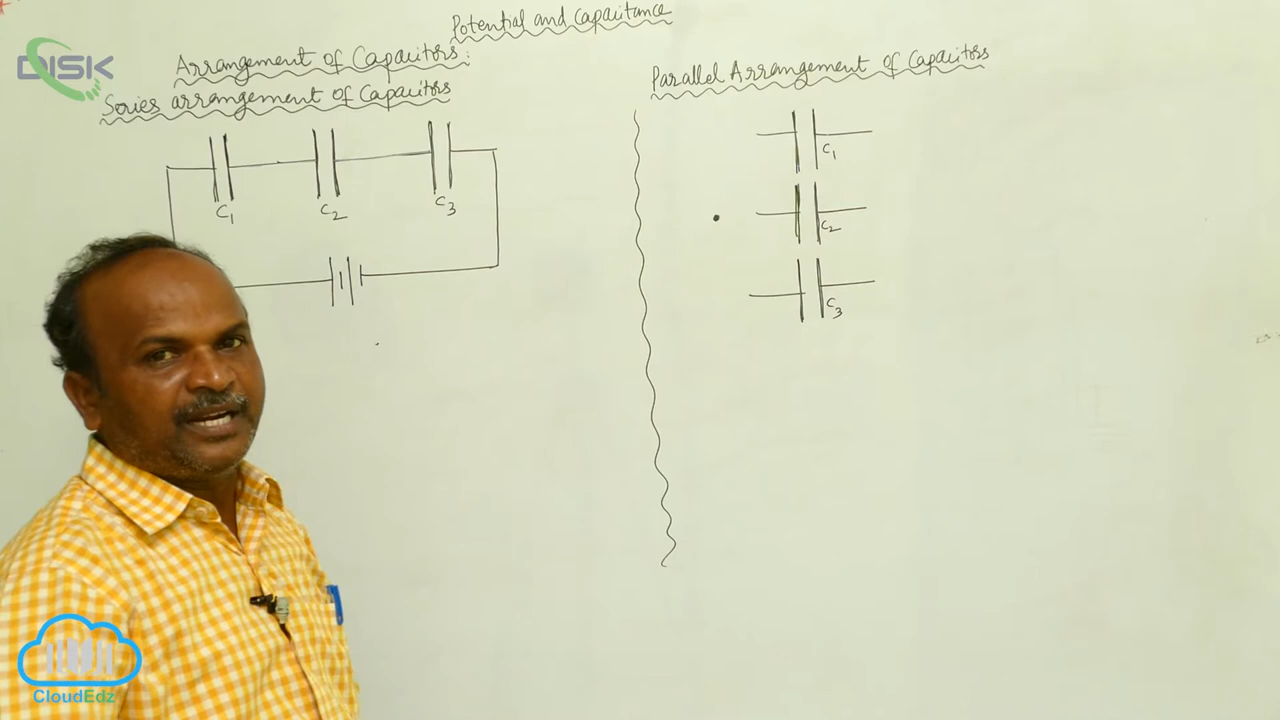 Potential and Capacitance
Arrangement of Capacitors:
Series arrangement of Capacitors
C1
C2
C3
Parallel Arrangement of Capacitors
C1
C2
C3
DISK
CloudEdz